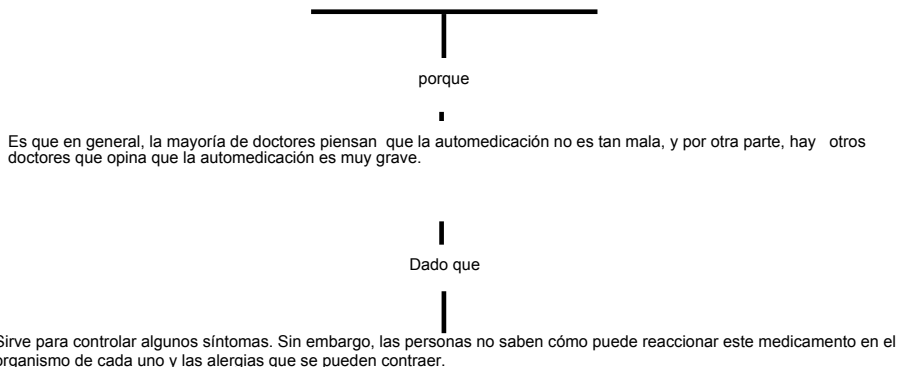 porque
Es que en general, la mayoría de doctores piensan que la automedicación no es tan mala, y por otra parte, hay otros
doctores que opina que la automedicación es muy grave.
Dado que
Sirve para controlar algunos síntomas. Sin embargo, las personas no saben cómo puede reaccionar este medicamento en el
organismo de cada uno y las alergias que se pueden contraer.